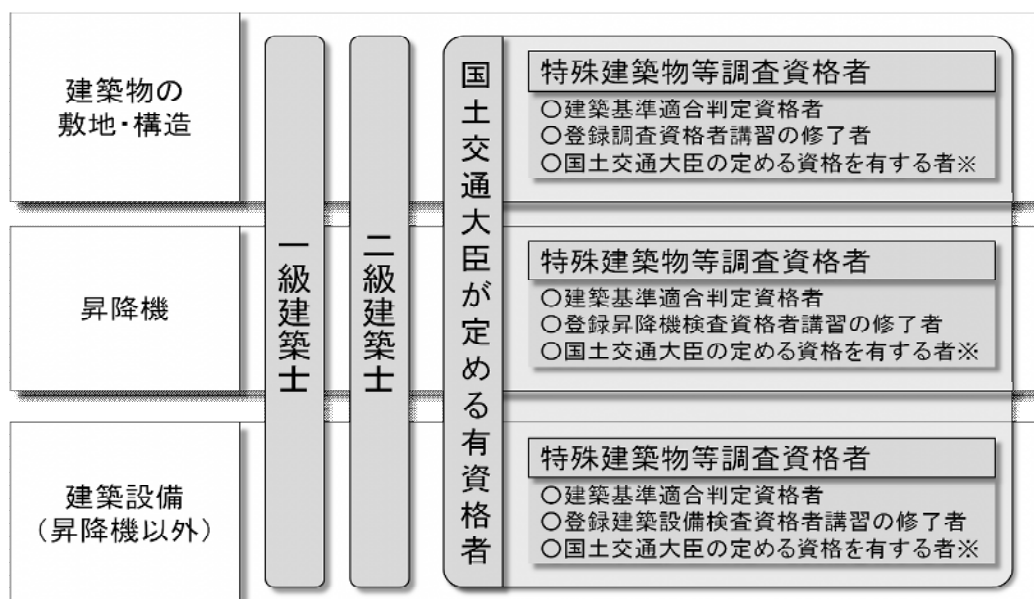 建築物の
敷地・構造
昇降機
建築設備
（昇降機以外）
一級建築士
二級建築士
国土交通大臣が定める有資格者
特殊建築物等調査資格者
○建築基準適合判定資格者
○登録調査資格者講習の修了者
○国土交通大臣の定める資格を有する者※
特殊建築物等調査資格者
○建築基準適合判定資格者
○登録昇降機検査資格者講習の修了者
○国土交通大臣の定める資格を有する者※
特殊建築物等調査資格者
○建築基準適合判定資格者
○登録建築設備検査資格者講習の修了者
○国土交通大臣の定める資格を有する者※